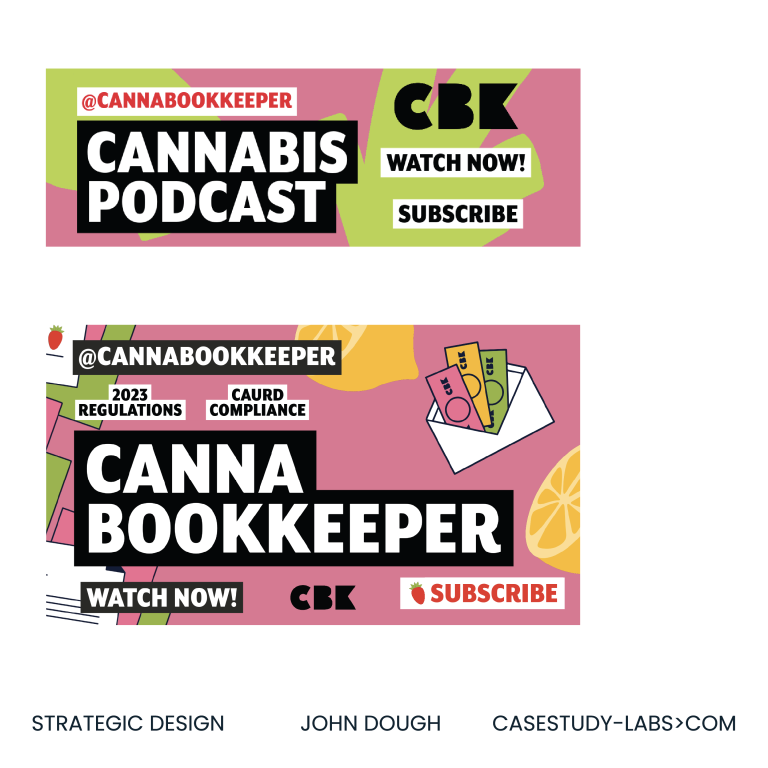 @CANNABOOKKEEPER
CANNABIS
PODCAST
CBK
WATCH NOW!
SUBSCRIBE
@CANNABOOKKEEPER
2023
REGULATIONS
CAURD
COMPLIANCE
CBK
CBK
CBK
CANNA
BOOKKEEPER
WATCH NOW!
CBK
SUBSCRIBE
STRATEGIC DESIGN
JOHN DOUGH
CASESTUDY-LABS>COM